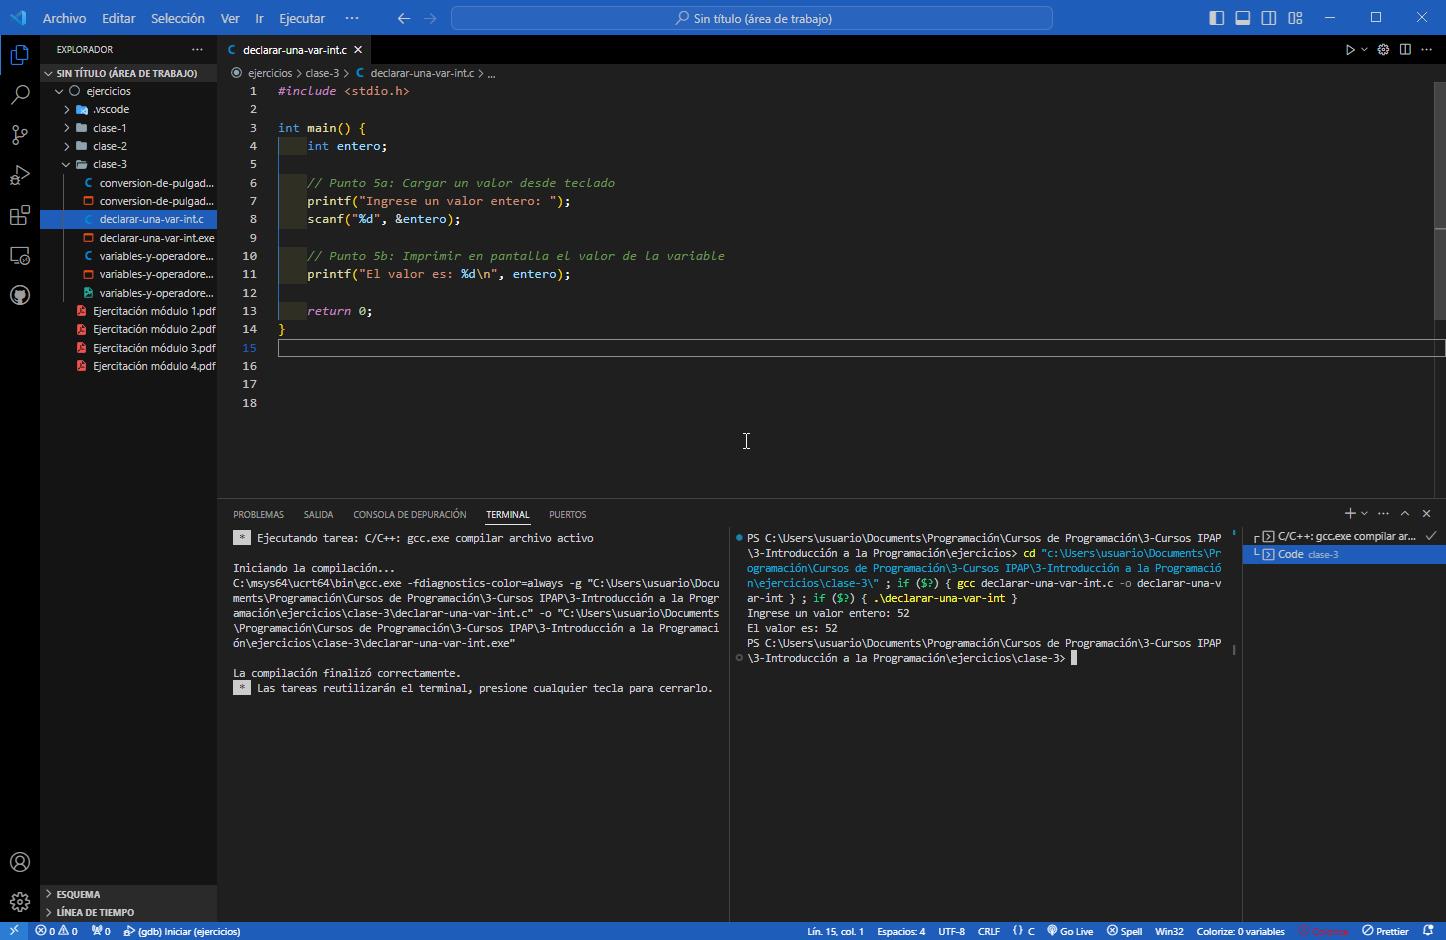 Archivo Editar Selección Ver Ir Ejecutar ···
Sin título (área de trabajo)
EXPLORADOR ···
declarar-una-var-int.c
SIN TÍTULO (ÁREA DE TRABAJO)
ejercicios
.vscode
clase-1
clase-2
clase-3
conversion-de-pulgad...
conversion-de-pulgad...
declarar-una-var-int.c
declarar-una-var-int.exe
variables-y-operadore...
variables-y-operadore...
variables-y-operadore...
Ejercitación módulo 1.pdf
Ejercitación módulo 2.pdf
Ejercitación módulo 3.pdf
Ejercitación módulo 4.pdf
ESQUEMA
LÍNEA DE TIEMPO
ejercicios > clase-3 > C declarar-una-var-int.c > ...
1 #include <stdio.h>
2
3 int main() {
4 int entero;
5
6 // Punto 5a: Cargar un valor desde teclado
7 printf("Ingrese un valor entero: ");
8 scanf("%d", &entero);
9
10 // Punto 5b: Imprimir en pantalla el valor de la variable
11 printf("El valor es: %d\n", entero);
12
13 return 0;
14 }
15
16
17
18
PROBLEMAS SALIDA CONSOLA DE DEPURACIÓN TERMINAL PUERTOS
* Ejecutando tarea: C/C++: gcc.exe compilar archivo activo
Iniciando la compilación...
C:\msys64\ucrt64\bin\gcc.exe -fdiagnostics-color=always -g "C:\Users\usuario\Docu
ments\Programación\Cursos de Programación\3-Cursos IPAP\3-Introducción a la Progr
amación\ejercicios\clase-3\declarar-una-var-int.c" -o "C:\Users\usuario\Documents
\Programación\Cursos de Programación\3-Cursos IPAP\3-Introducción a la Programaci
ón\ejercicios\clase-3\declarar-una-var-int.exe"
La compilación finalizó correctamente.
* Las tareas reutilizarán el terminal, presione cualquier tecla para cerrarlo.
PS C:\Users\usuario\Documents\Programación\Cursos de Programación\3-Cursos IPAP
\3-Introducción a la Programación\ejercicios> cd "c:\Users\usuario\Documents\Pr
ogramación\Cursos de Programación\3-Cursos IPAP\3-Introducción a la Programació
n\ejercicios\clase-3\" ; if ($?) { gcc declarar-una-var-int.c -o declarar-una-v
ar-int } ; if ($?) { .\declarar-una-var-int }
Ingrese un valor entero: 52
El valor es: 52
PS C:\Users\usuario\Documents\Programación\Cursos de Programación\3-Cursos IPAP
\3-Introducción a la Programación\ejercicios\clase-3>
C/C++: gcc.exe compilar ar...
Code clase-3
0 0 0 (gdb) Iniciar (ejercicios) Lín. 15, col. 1 Espacios: 4 UTF-8 CRLF {} C Go Live Spell Win32 Colorize: 0 variables Colorize Prettier